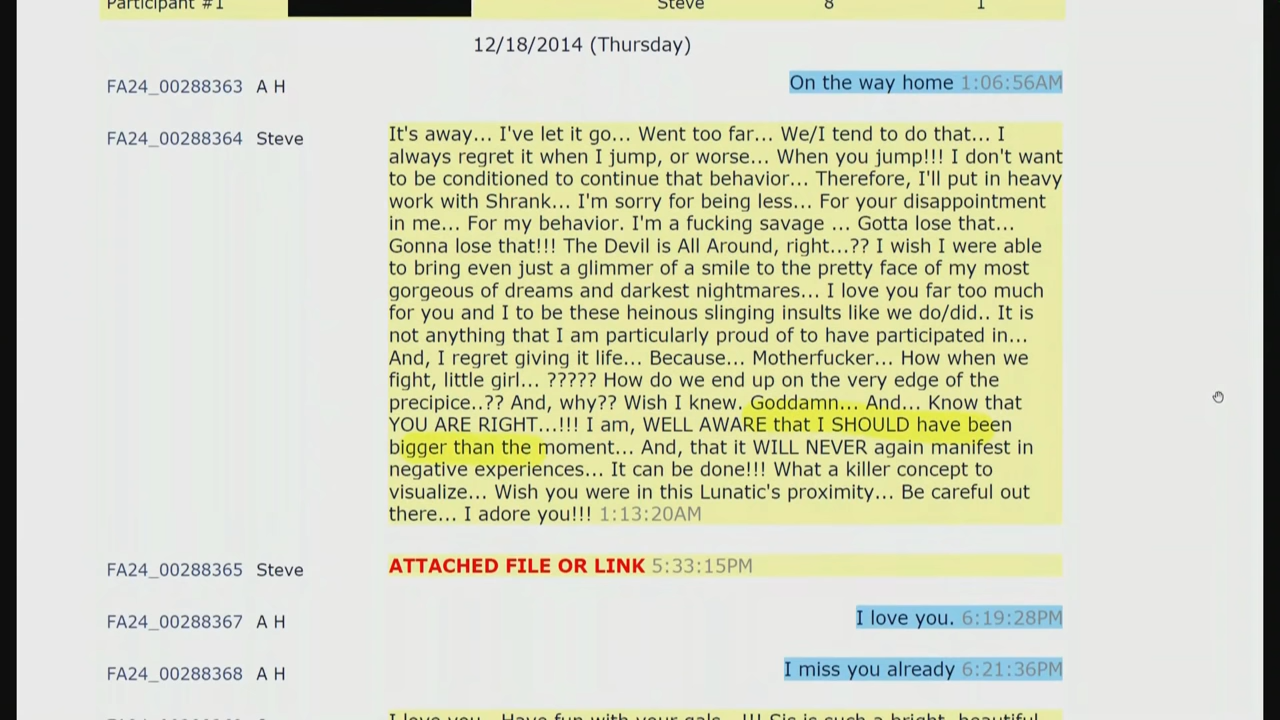 Participant #1 Steve 8 1
12/18/2014 (Thursday)
FA24_00288363 A H On the way home 1:06:56AM
FA24_00288364 Steve It's away... I've let it go... Went too far... We/I tend to do that... I
always regret it when I jump, or worse... When you jump!!! I don't want
to be conditioned to continue that behavior... Therefore, I'll put in heavy
work with Shrank... I'm sorry for being less... For your disappointment
in me... For my behavior. I'm a fucking savage ... Gotta lose that...
Gonna lose that!!! The Devil is All Around, right...?? I wish I were able
to bring even just a glimmer of a smile to the pretty face of my most
gorgeous of dreams and darkest nightmares... I love you far too much
for you and I to be these heinous slinging insults like we do/did.. It is
not anything that I am particularly proud of to have participated in...
And, I regret giving it life... Because... Motherfucker... How when we
fight, little girl... ????? How do we end up on the very edge of the
precipice..?? And, why?? Wish I knew. Goddamn... And... Know that
YOU ARE RIGHT...!!! I am, WELL AWARE that I SHOULD have been
bigger than the moment... And, that it WILL NEVER again manifest in
negative experiences... It can be done!!! What a killer concept to
visualize... Wish you were in this Lunatic's proximity... Be careful out
there... I adore you!!! 1:13:20AM
FA24_00288365 Steve ATTACHED FILE OR LINK 5:33:15PM
FA24_00288367 A H I love you. 6:19:28PM
FA24_00288368 A H I miss you already 6:21:36PM
I love you.. Have fun with your gals...!!! Sis is such a bright, beautiful